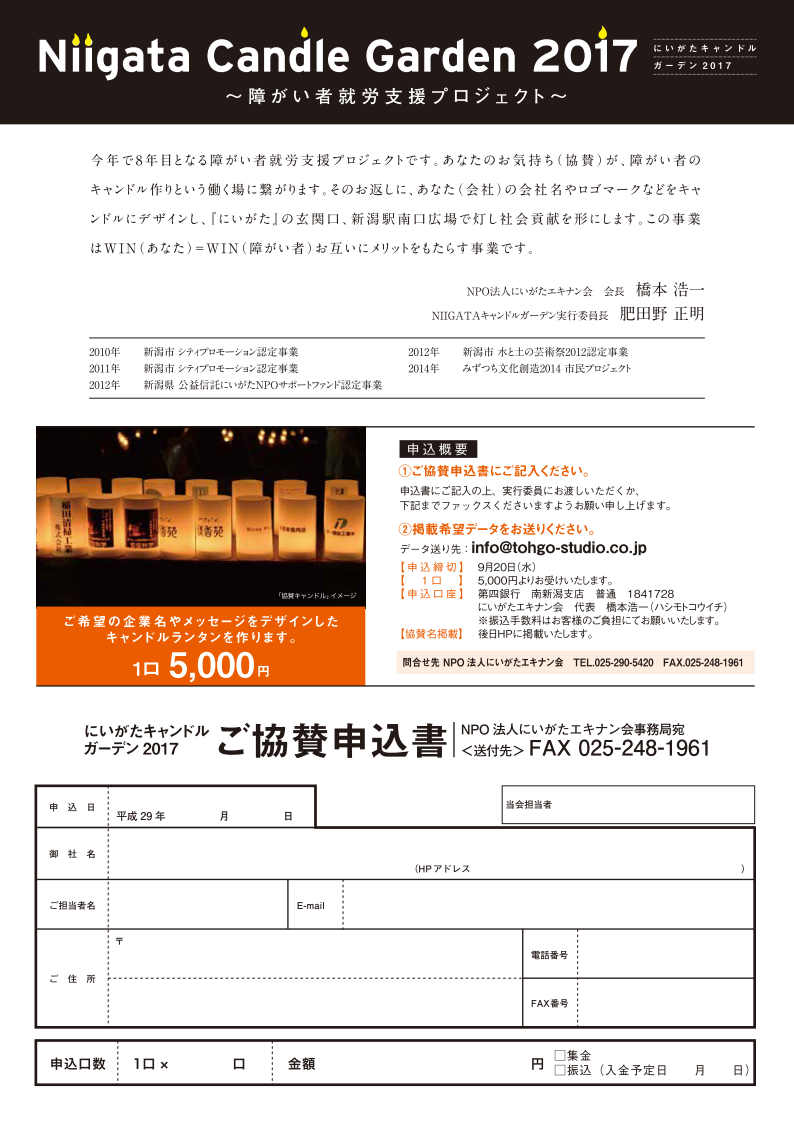 Niigata Candle Garden 2017
にいがたキャンドル
ガーデン2017
～障がい者就労支援プロジェクト～
今年で8年目となる障がい者就労支援プロジェクトです。あなたのお気持ち（協賛）が、障がい者の
キャンドル作りという働く場に繋がります。そのお返しに、あなた（会社）の会社名やロゴマークなどをキャ
ンドルにデザインし、『にいがた』の玄関口、新潟駅南口広場で灯し社会貢献を形にします。この事業
はWIN（あなた）=WIN（障がい者）お互いにメリットをもたらす事業です。
NPO法人にいがたエキナン会　会長　橋本 浩一
NIIGATAキャンドルガーデン実行委員長　肥田野 正明
2010年　新潟市 シティプロモーション認定事業
2011年　新潟市 シティプロモーション認定事業
2012年　新潟県 公益信託にいがたNPOサポートファンド認定事業
2012年　新潟市 水と土の芸術祭2012認定事業
2014年　みずつち文化創造2014 市民プロジェクト
稲田清掃工業
株式会社
「協賛キャンドル」イメージ
ご希望の企業名やメッセージをデザインした
キャンドルランタンを作ります。
1口 5,000円
申込概要
①ご協賛申込書にご記入ください。
申込書にご記入の上、実行委員にお渡しいただくか、
下記までファックスくださいますようお願い申し上げます。
②掲載希望データをお送りください。
データ送り先：info@tohgo-studio.co.jp
【申込締切】　9月20日（水）
【　1口　】　5,000円よりお受けいたします。
【申込口座】　第四銀行　南新潟支店　普通　1841728
にいがたエキナン会　代表　橋本浩一（ハシモトコウイチ）
※振込手数料はお客様のご負担にてお願いいたします。
【協賛名掲載】　後日HPに掲載いたします。
問合せ先 NPO 法人にいがたエキナン会　TEL.025-290-5420　FAX.025-248-1961
にいがたキャンドル
ガーデン 2017
ご協賛申込書
NPO 法人にいがたエキナン会事務局宛
＜送付先＞ FAX 025-248-1961
申　込　日
平成 29 年　　月　　日
当会担当者
御　社　名
（HP アドレス　　）
ご担当者名
E-mail
ご　住　所
〒
電話番号
FAX番号
申込口数
1口 ×　　口
金額　　円
□集金
□振込（入金予定日　　月　　日）